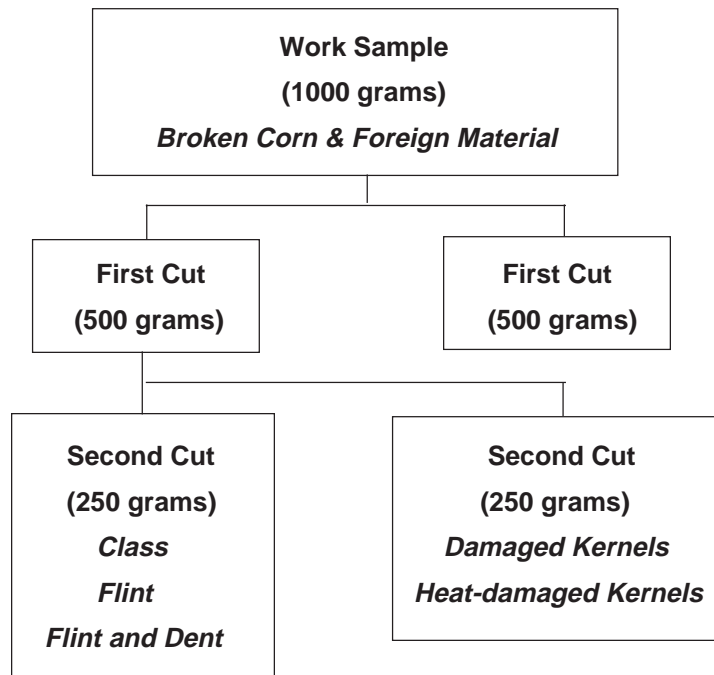 Work Sample
(1000 grams)
Broken Corn & Foreign Material
First Cut
(500 grams)
First Cut
(500 grams)
Second Cut
(250 grams)
Class
Flint
Flint and Dent
Second Cut
(250 grams)
Damaged Kernels
Heat-damaged Kernels